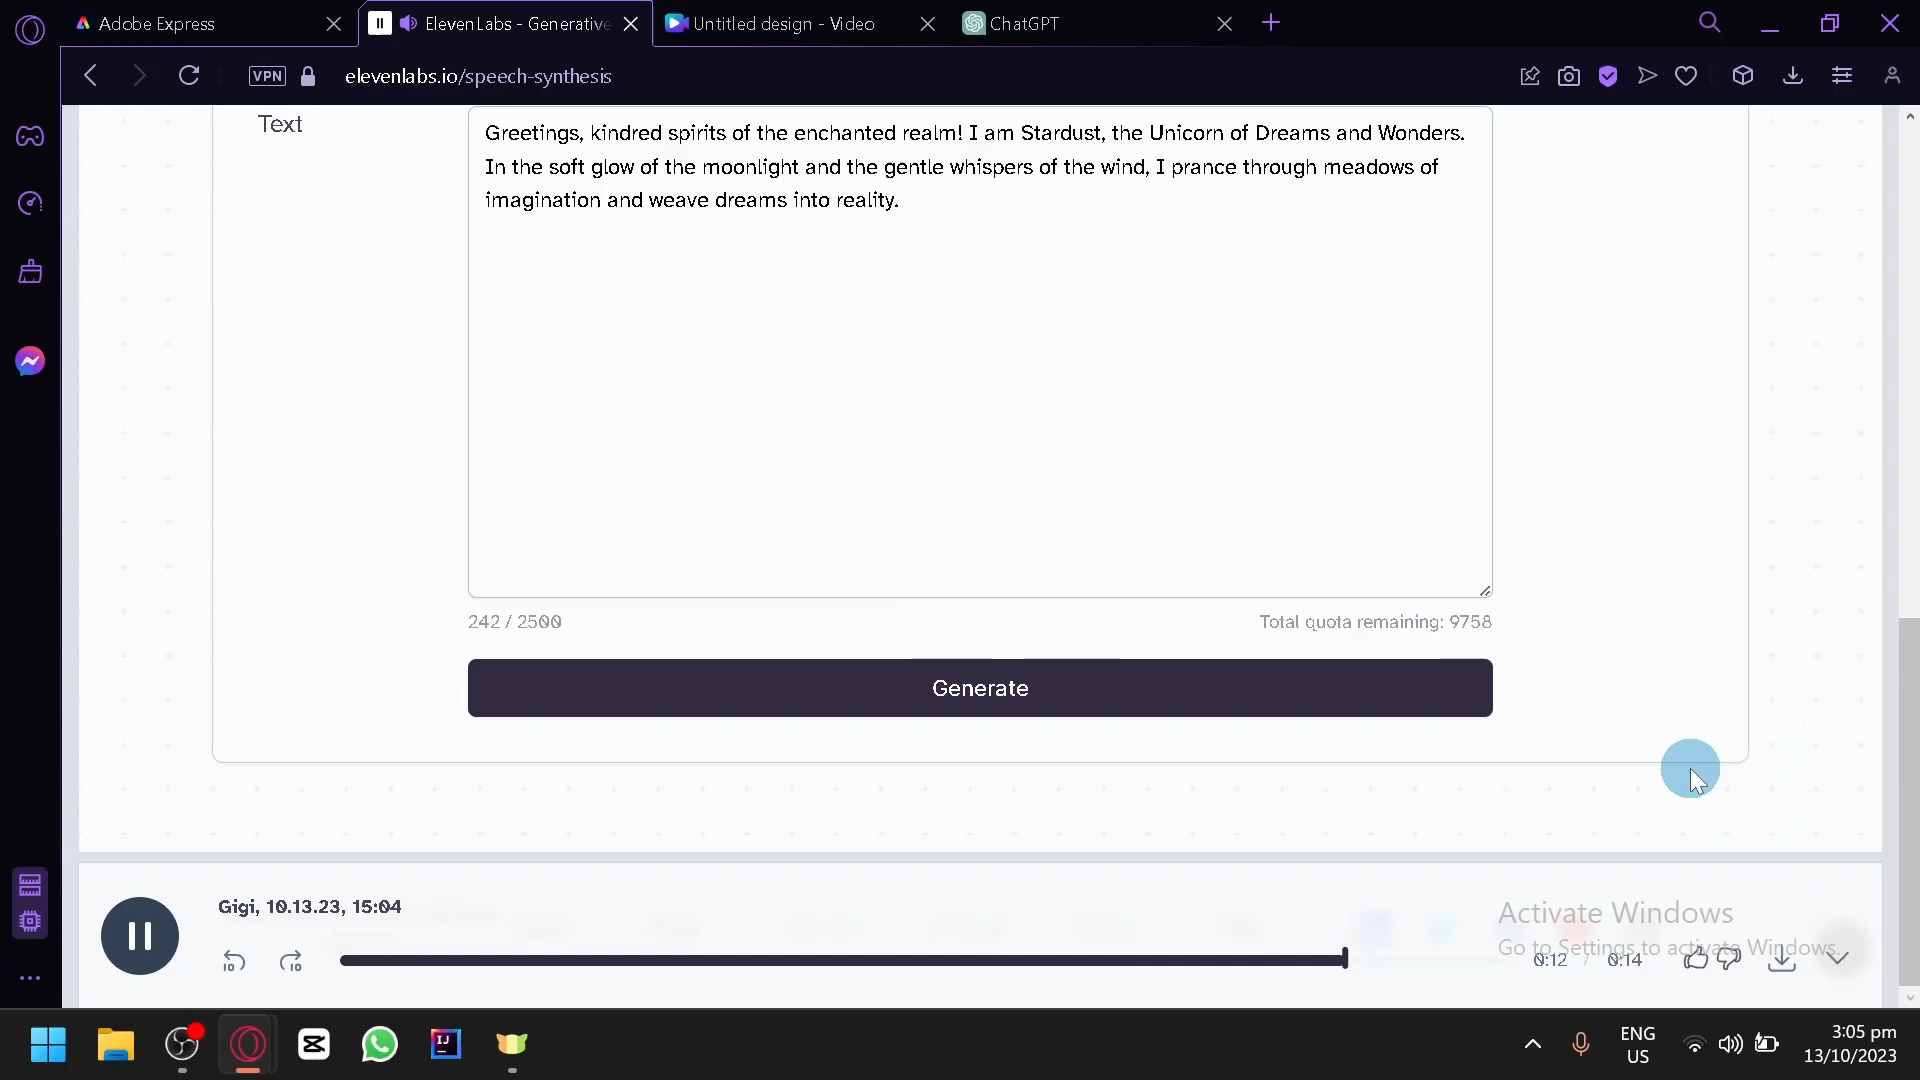 Adobe Express
ElevenLabs - Generative
Untitled design - Video
ChatGPT
VPN
elevenlabs.io/speech-synthesis
Text
Greetings, kindred spirits of the enchanted realm! I am Stardust, the Unicorn of Dreams and Wonders.
In the soft glow of the moonlight and the gentle whispers of the wind, I prance through meadows of
imagination and weave dreams into reality.
242 / 2500
Total quota remaining: 9758
Generate
Gigi, 10.13.23, 15:04
Activate Windows
Go to Settings to activate Windows.
10
10
0:12 / 0:14
IJ
ENG
US
3:05 pm
13/10/2023